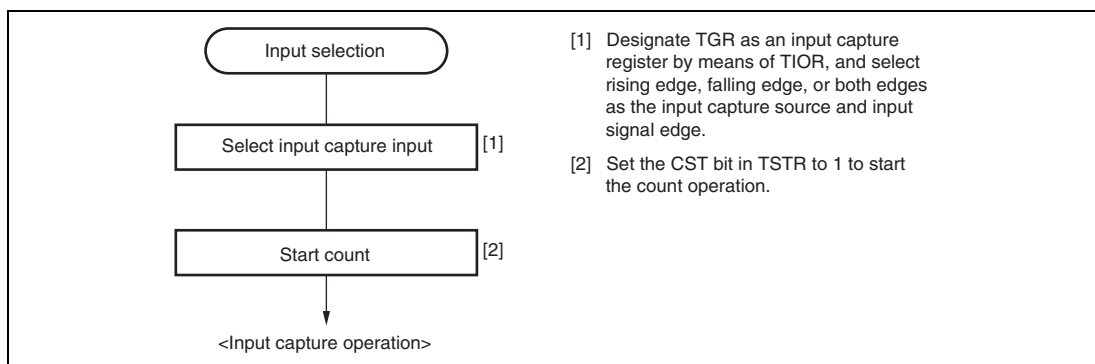 Input selection
Select input capture input
[1]
Start count
[2]
<Input capture operation>
[1] Designate TGR as an input capture
register by means of TIOR, and select
rising edge, falling edge, or both edges
as the input capture source and input
signal edge.
[2] Set the CST bit in TSTR to 1 to start
the count operation.